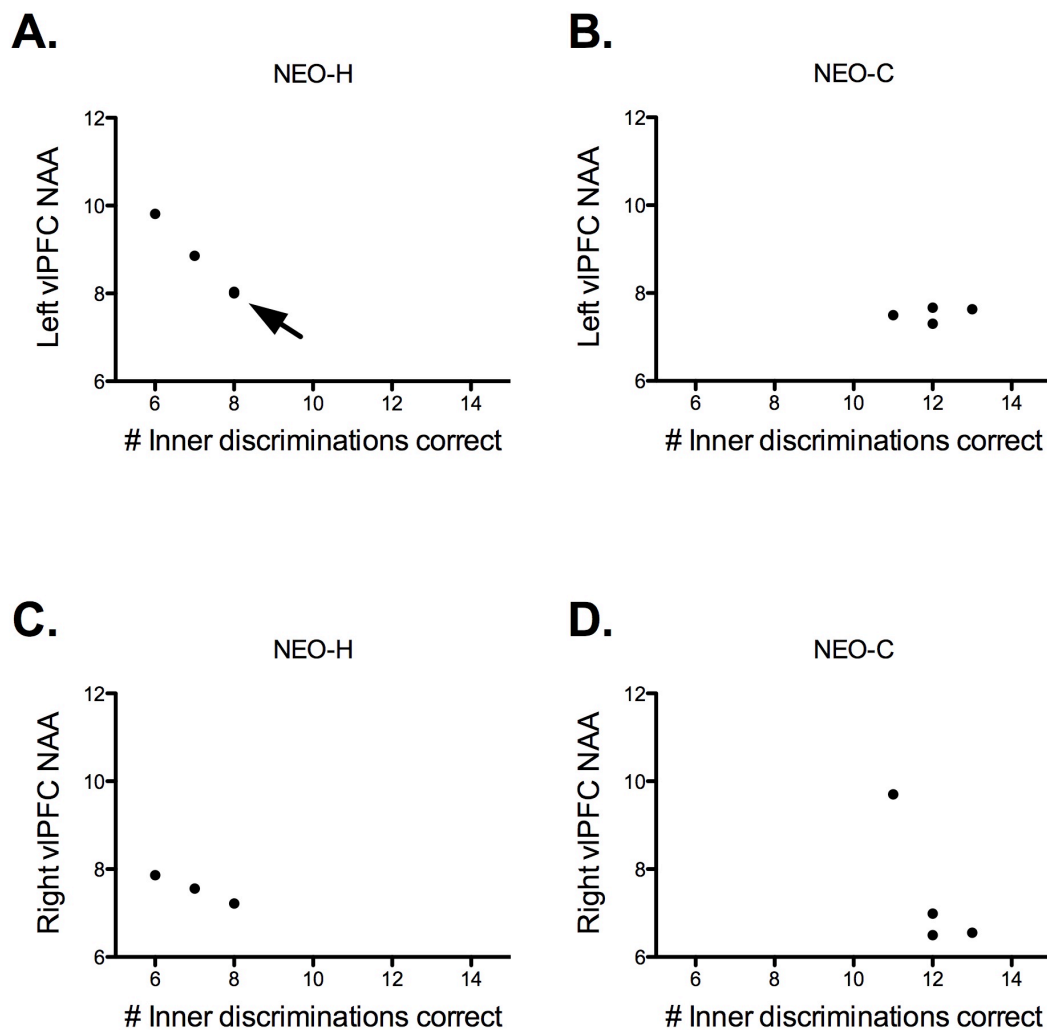 A.
NEO-H
12
10
8
6
Left vlPFC NAA
6 8 10 12 14
# Inner discriminations correct
B.
NEO-C
12
10
8
6
Left vlPFC NAA
6 8 10 12 14
# Inner discriminations correct
C.
NEO-H
12
10
8
6
Right vlPFC NAA
6 8 10 12 14
# Inner discriminations correct
D.
NEO-C
12
10
8
6
Right vlPFC NAA
6 8 10 12 14
# Inner discriminations correct